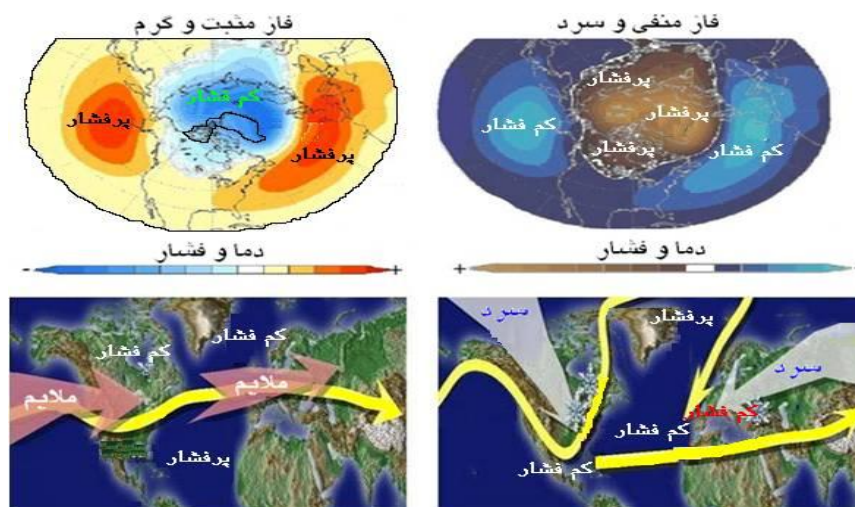 فاز مثبت و گرم
کم فشار
پرفشار
پرفشار
فاز منفی و سرد
پرفشار
کم فشار
پرفشار
پرفشار
کم فشار
- دما و فشار +
+ دما و فشار -
کم فشار
کم فشار
ملایم
ملایم
پرفشار
سرد
پرفشار
سرد
کم فشار
کم فشار
کم فشار